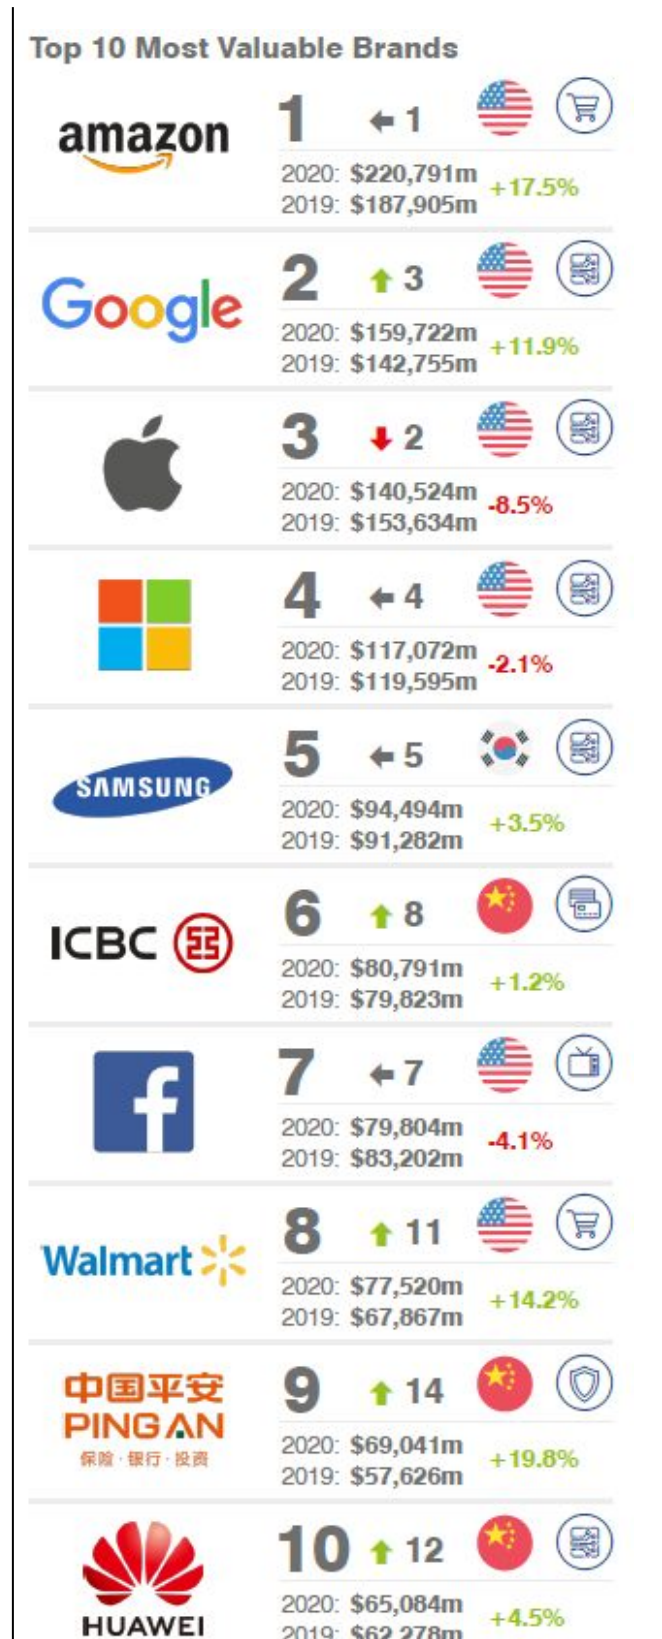 Top 10 Most Valuable Brands
amazon
1 1
2020: $220,791m
2019: $187,905m
+17.5%
Google
2 3
2020: $159,722m
2019: $142,755m
+11.9%
3 2
2020: $140,524m
2019: $153,634m
-8.5%
4 4
2020: $117,072m
2019: $119,595m
-2.1%
SAMSUNG
5 5
2020: $94,494m
2019: $91,282m
+3.5%
ICBC
6 8
2020: $80,791m
2019: $79,823m
+1.2%
f
7 7
2020: $79,804m
2019: $83,202m
-4.1%
Walmart
8 11
2020: $77,520m
2019: $67,867m
+14.2%
中国平安
PING AN
保险·银行·投资
9 14
2020: $69,041m
2019: $57,626m
+19.8%
HUAWEI
10 12
2020: $65,084m
2019: $62,278m
+4.5%